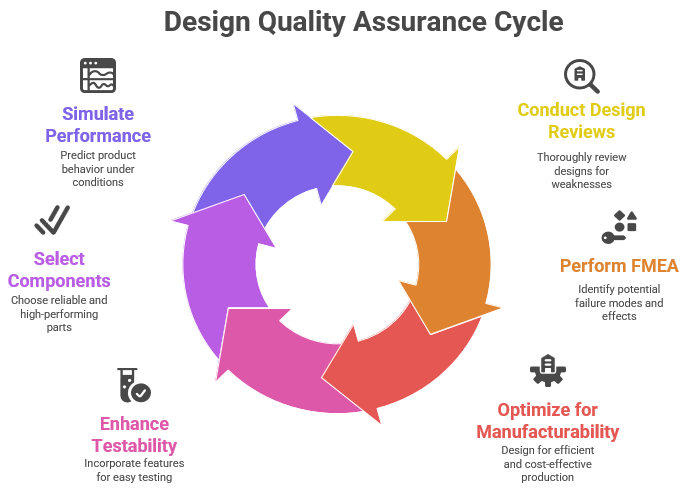 Design Quality Assurance Cycle
Simulate
Performance
Predict product
behavior under
conditions
Conduct Design
Reviews
Thoroughly review
designs for
weaknesses
Select
Components
Choose reliable and
high-performing
parts
Perform FMEA
Identify potential
failure modes and
effects
Enhance
Testability
Incorporate features
for easy testing
Optimize for
Manufacturability
Design for efficient
and cost-effective
production